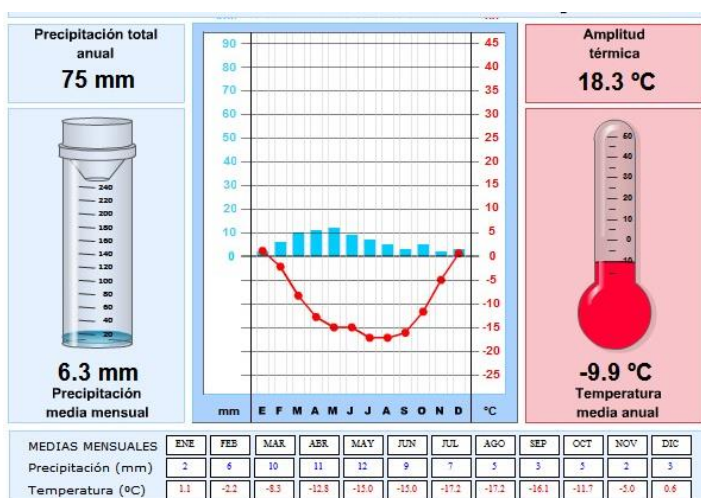 Precipitación total
anual
75 mm
Amplitud
térmica
18.3 ºC
90
80
70
60
50
40
30
20
10
0
45
40
35
30
25
20
15
10
5
0
-5
-10
-15
-20
-25
mm E F M A M J J A S O N D ºC
240
220
200
180
160
140
120
100
80
60
40
20
6.3 mm
Precipitación
media mensual
50
40
30
20
10
0
-10
-9.9 ºC
Temperatura
media anual
MEDIAS MENSUALES ENE FEB MAR ABR MAY JUN JUL AGO SEP OCT NOV DIC
Precipitación (mm) 2 6 10 11 12 9 7 5 3 5 2 3
Temperatura (ºC) 1.1 -2.2 -8.3 -12.8 -15.0 -15.0 -17.2 -17.2 -16.1 -11.7 -5.0 0.6